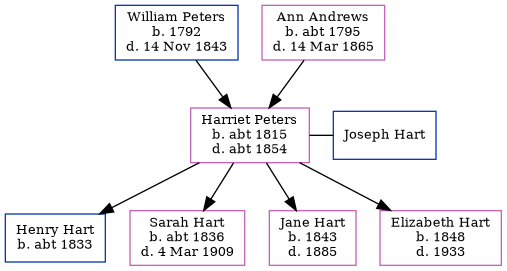 William Peters
b. 1792
d. 14 Nov 1843
Ann Andrews
b. abt 1795
d. 14 Mar 1865
Harriet Peters
b. abt 1815
d. abt 1854
Joseph Hart
Henry Hart
b. abt 1833
Sarah Hart
b. abt 1836
d. 4 Mar 1909
Jane Hart
b. 1843
d. 1885
Elizabeth Hart
b. 1848
d. 1933